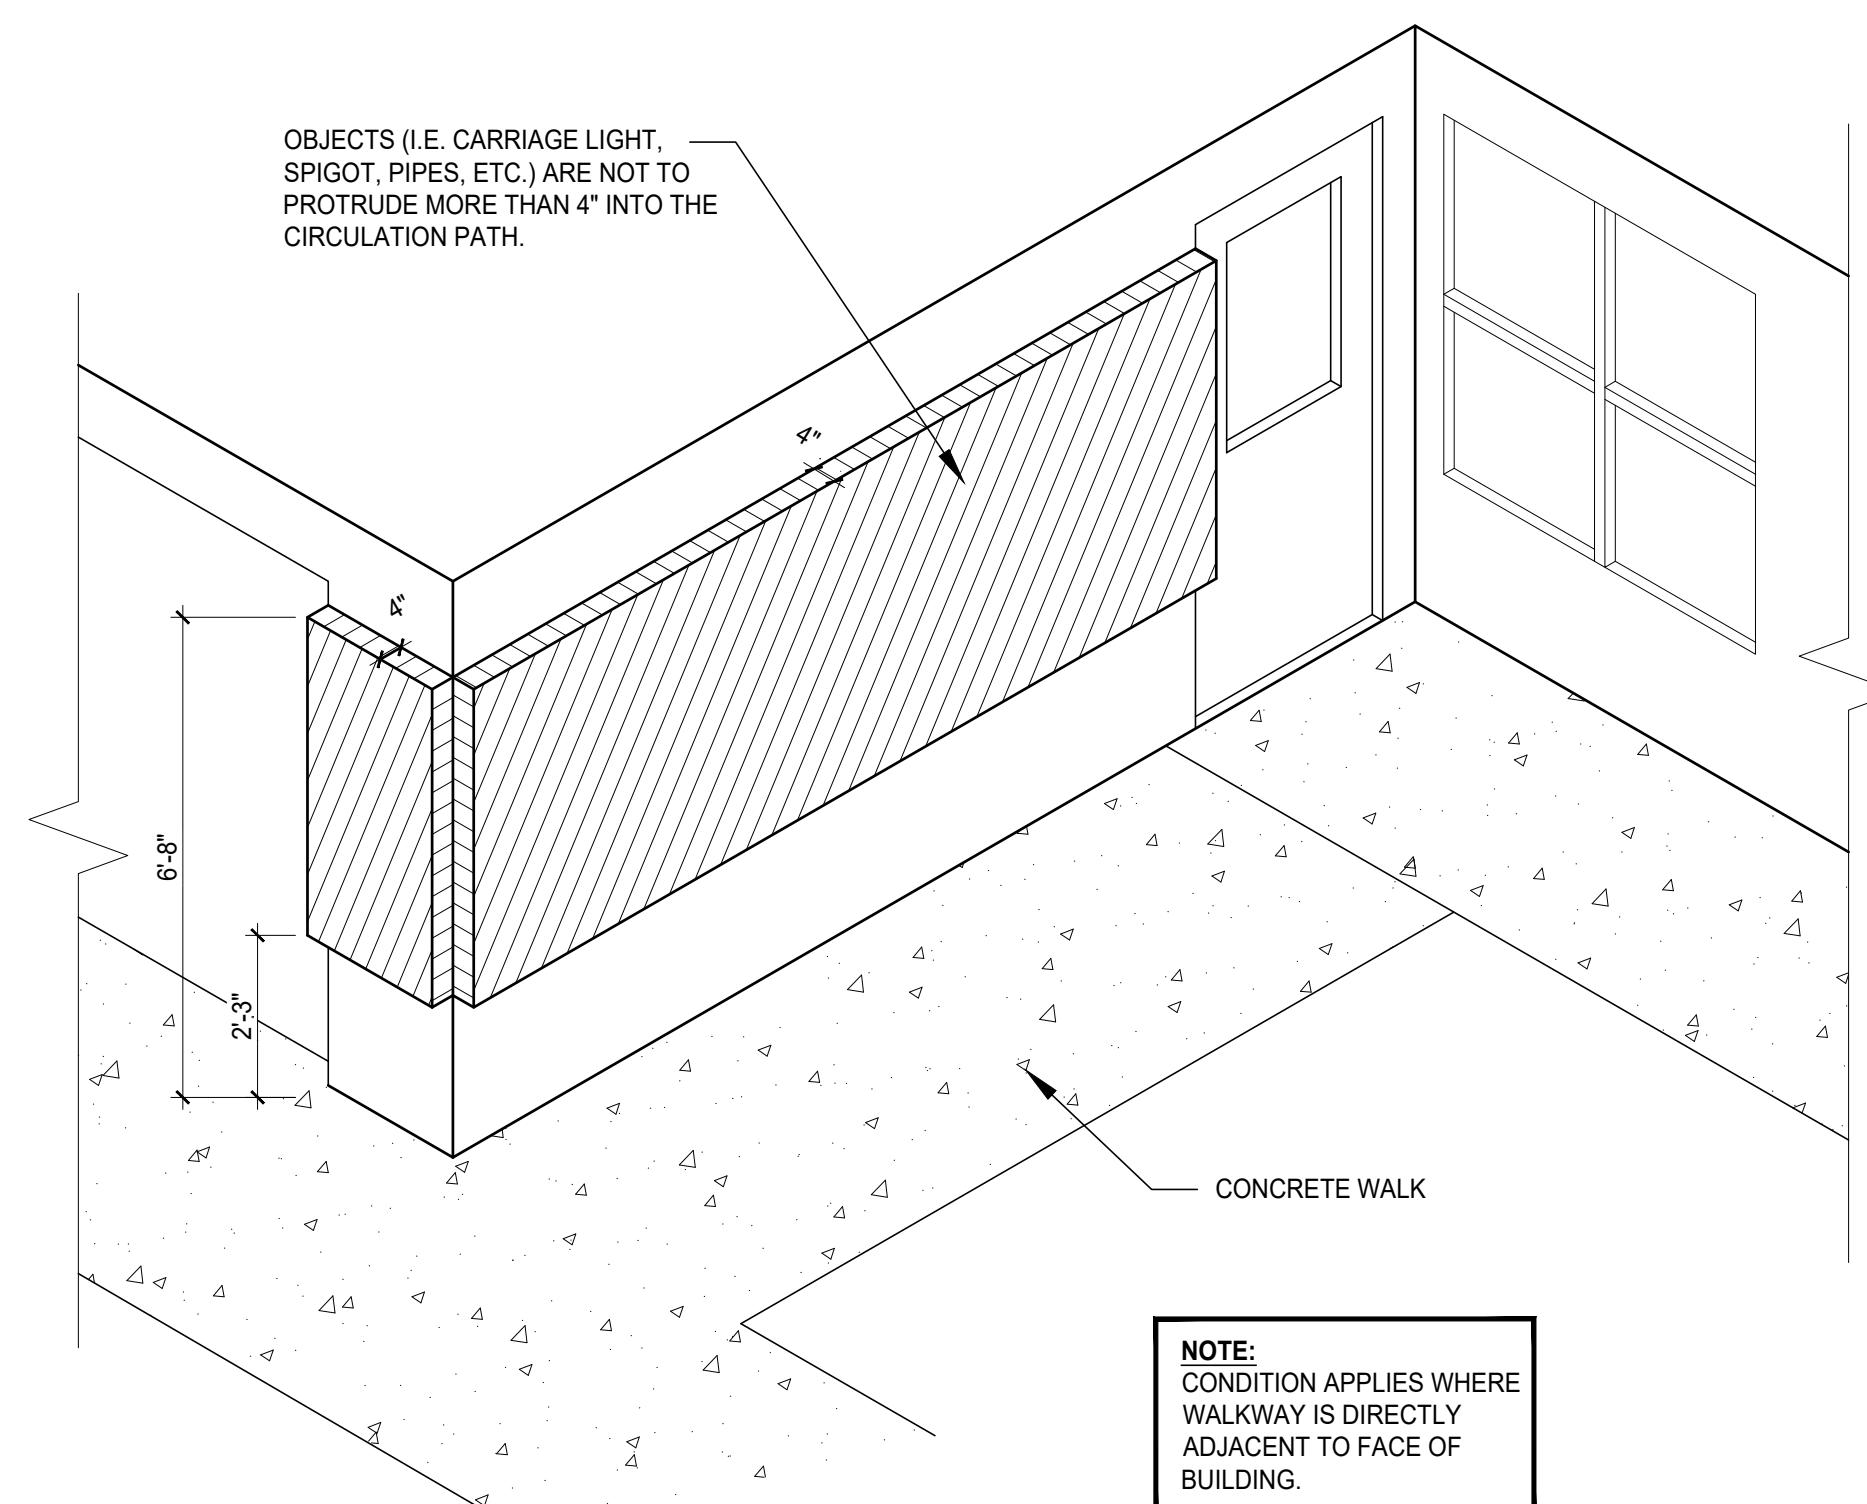 OBJECTS (I.E. CARRIAGE LIGHT,
SPIGOT, PIPES, ETC.) ARE NOT TO
PROTRUDE MORE THAN 4" INTO THE
CIRCULATION PATH.
4"
4"
6'-8"
2'-3"
CONCRETE WALK
NOTE:
CONDITION APPLIES WHERE
WALKWAY IS DIRECTLY
ADJACENT TO FACE OF
BUILDING.